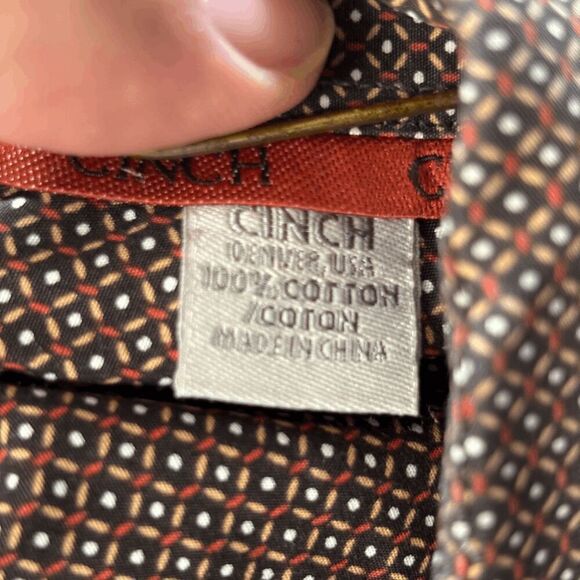 CINCH C
CINCH
DENVER, USA
100% COTTON
/COTON
MADE IN CHINA